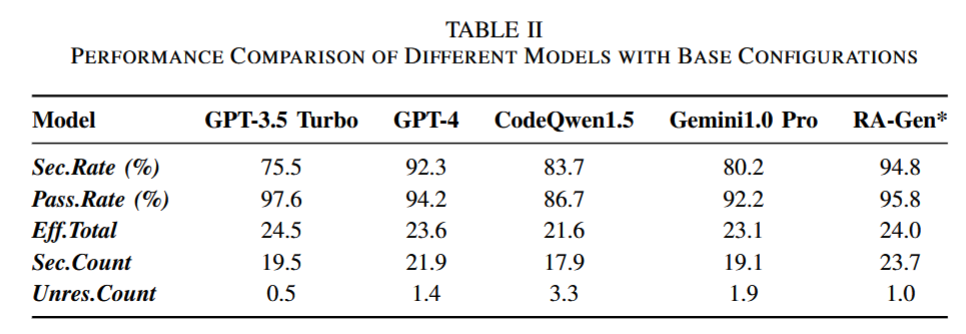 TABLE II
PERFORMANCE COMPARISON OF DIFFERENT MODELS WITH BASE CONFIGURATIONS
Model GPT-3.5 Turbo GPT-4 CodeQwen1.5 Gemini1.0 Pro RA-Gen*
Sec.Rate (%) 75.5 92.3 83.7 80.2 94.8
Pass.Rate (%) 97.6 94.2 86.7 92.2 95.8
Eff.Total 24.5 23.6 21.6 23.1 24.0
Sec.Count 19.5 21.9 17.9 19.1 23.7
Unres.Count 0.5 1.4 3.3 1.9 1.0